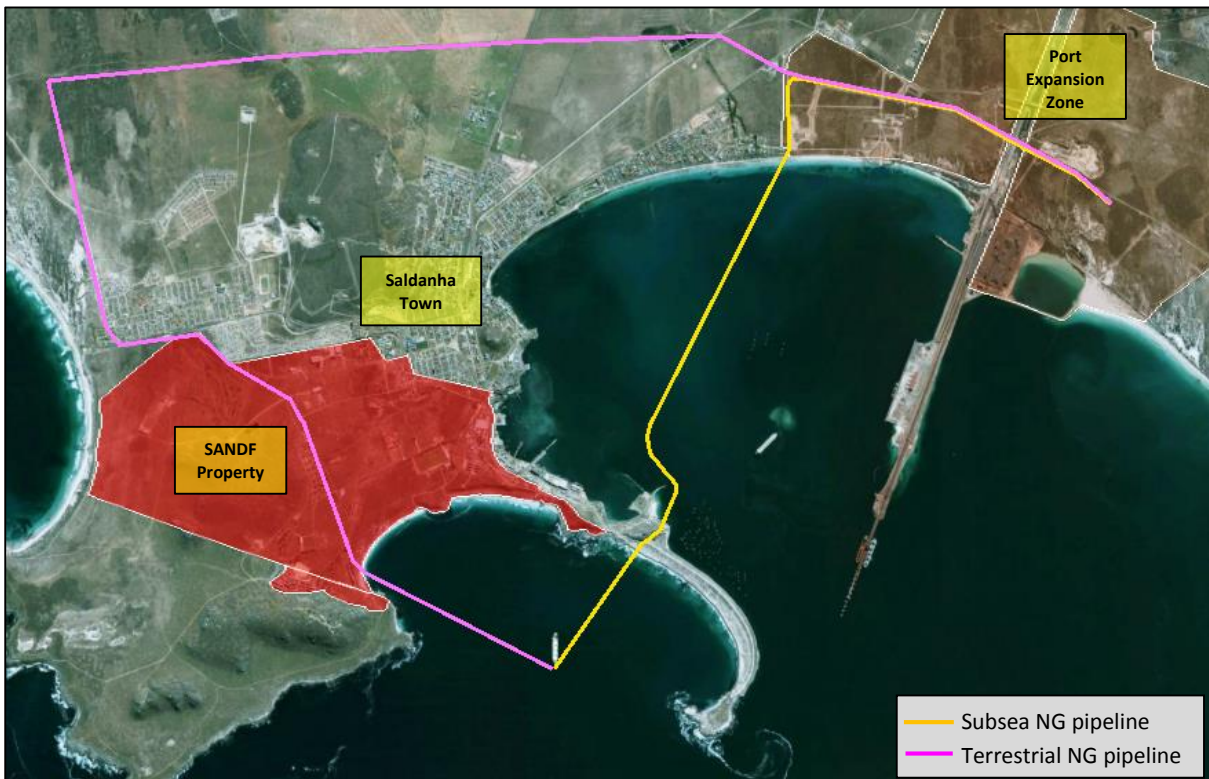 Port
Expansion
Zone
Saldanha
Town
SANDF
Property
Subsea NG pipeline
Terrestrial NG pipeline